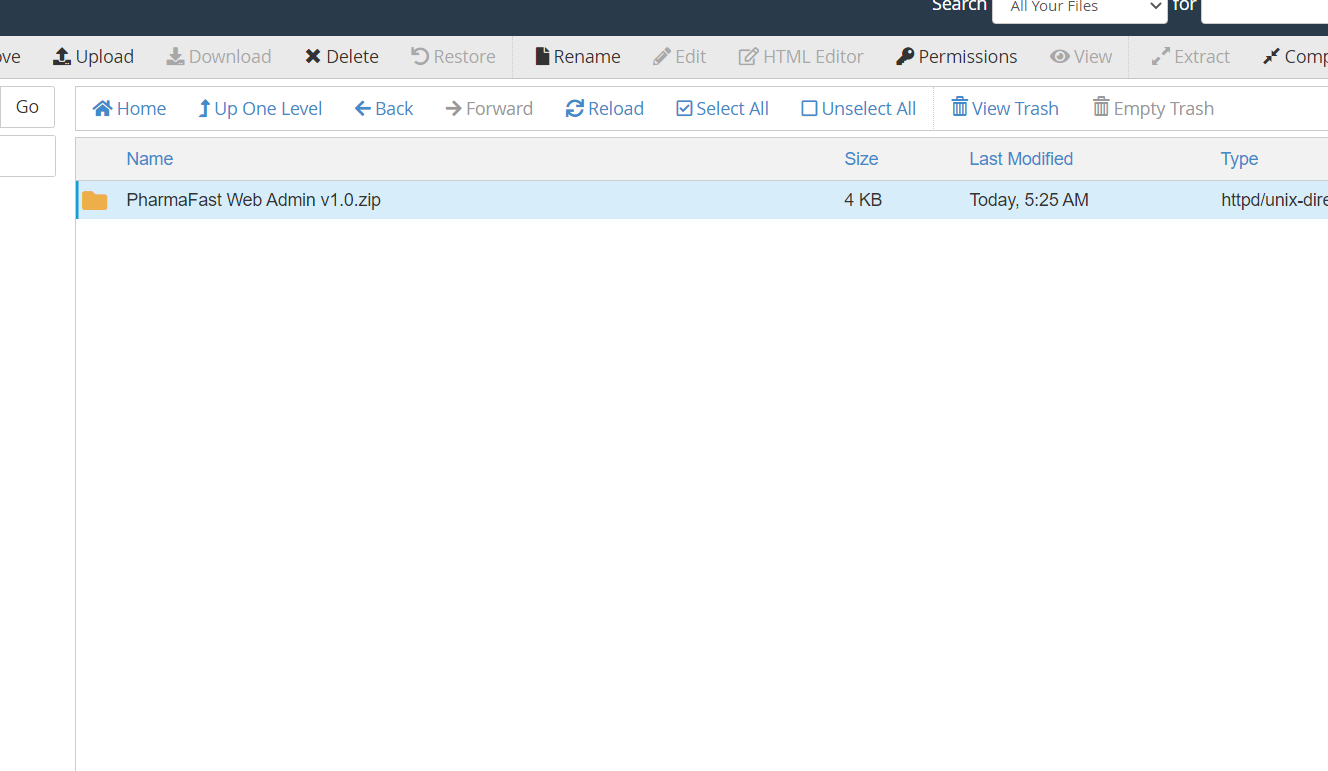 Search All Your Files for
ove Upload Download Delete Restore Rename Edit HTML Editor Permissions View Extract Comp
Go Home Up One Level Back Forward Reload Select All Unselect All View Trash Empty Trash
Name Size Last Modified Type
PharmaFast Web Admin v1.0.zip 4 KB Today, 5:25 AM httpd/unix-dire